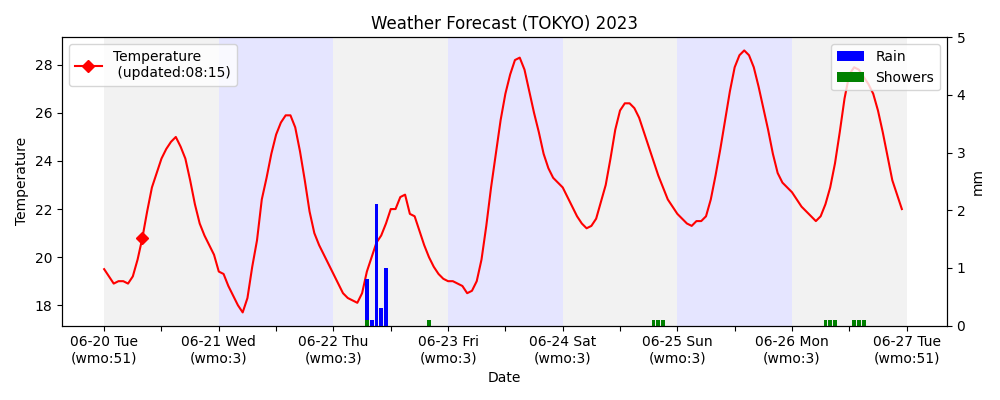 Weather Forecast (TOKYO) 2023
Temperature
(updated:08:15)
Rain
Showers
28
26
24
22
20
18
Temperature
5
4
3
2
1
0
mm
06-20 Tue
(wmo:51)
06-21 Wed
(wmo:3)
06-22 Thu
(wmo:3)
06-23 Fri
(wmo:3)
06-24 Sat
(wmo:3)
06-25 Sun
(wmo:3)
06-26 Mon
(wmo:3)
06-27 Tue
(wmo:51)
Date